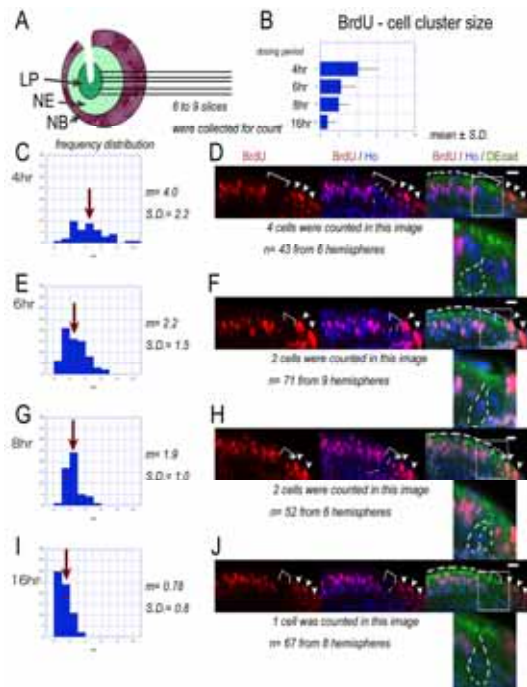 A
LP
NE
NB
6 to 9 slices
were collected for count
B
BrdU - cell cluster size
dosing period
4hr
6hr
8hr
16hr
mean ± S.D.
frequency distribution
C
4hr
m= 4.0
S.D.= 2.2
D
BrdU
BrdU / Ho
BrdU / Ho / DEcad
4 cells were counted in this image
n= 43 from 6 hemispheres
E
6hr
m= 2.2
S.D.= 1.5
F
2 cells were counted in this image
n= 71 from 9 hemispheres
G
8hr
m= 1.9
S.D.= 1.0
H
2 cells were counted in this image
n= 52 from 6 hemispheres
I
16hr
m= 0.78
S.D.= 0.8
J
1 cell was counted in this image
n= 67 from 8 hemispheres